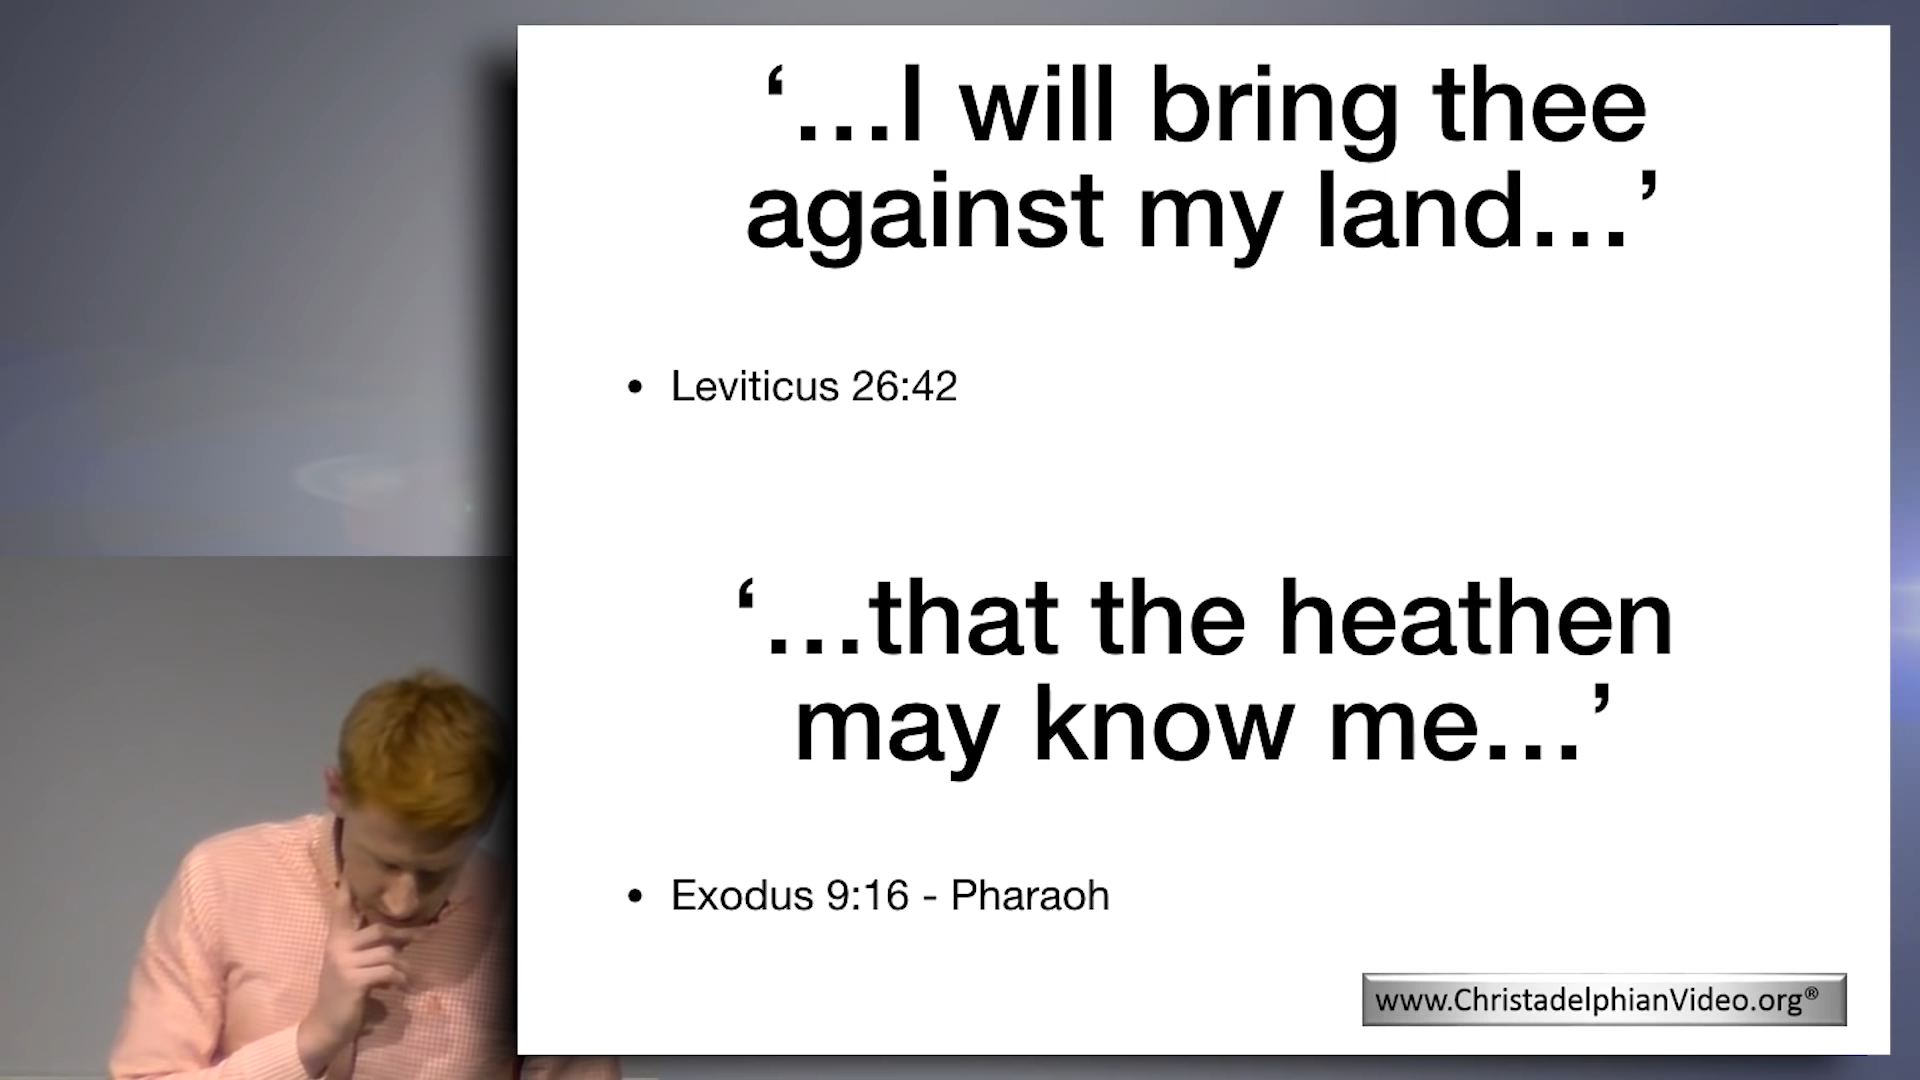 ‘…I will bring thee
against my land…’
• Leviticus 26:42
‘…that the heathen
may know me…’
• Exodus 9:16 - Pharaoh
www.ChristadelphianVideo.org®